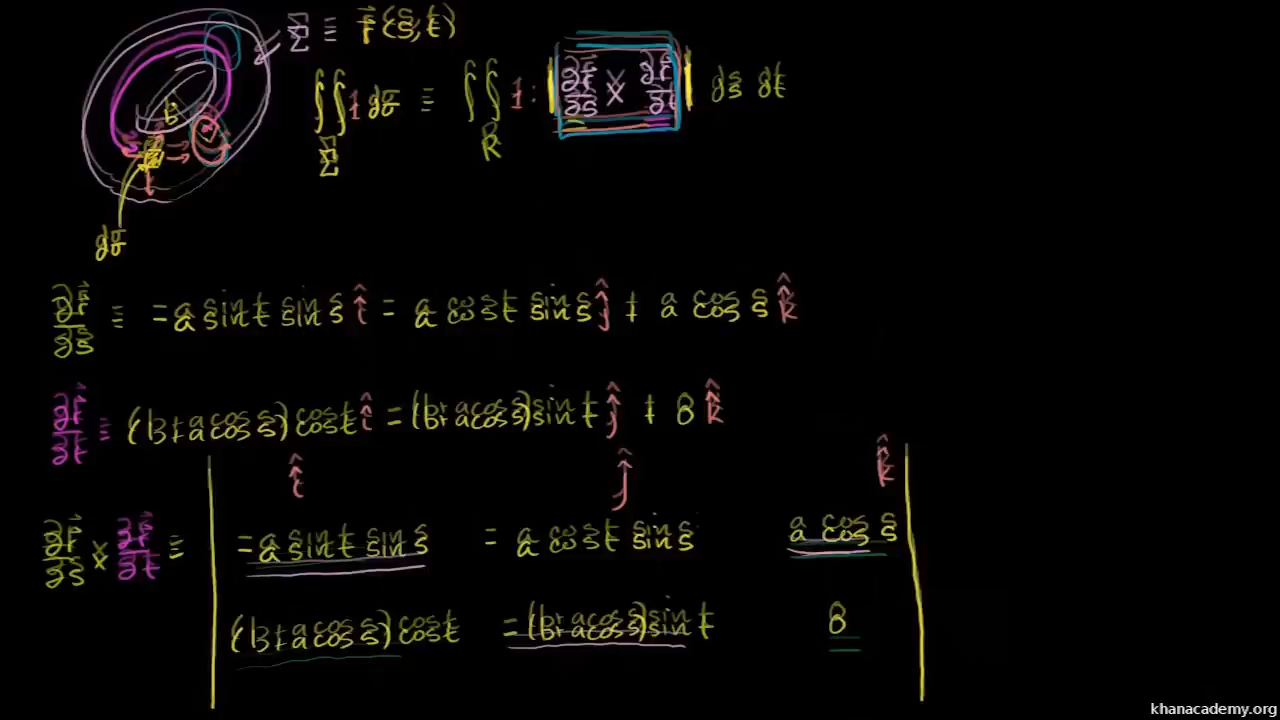 Σ ≡ r⃗(s,t)
∬_Σ 1 dσ ≡ ∬_R 1 · |∂r⃗/∂s × ∂r⃗/∂t| ds dt
b
a
dσ
∂r⃗/∂s = -a sin t sin s î - a cos t sin s ĵ + a cos s k̂
∂r⃗/∂t = (b + a cos s) cos t î - (b + a cos s) sin t ĵ + 0 k̂
î ĵ k̂
∂r⃗/∂s × ∂r⃗/∂t = | -a sin t sin s   -a cos t sin s   a cos s |
(b + a cos s) cos t   -(b + a cos s) sin t   0
khanacademy.org